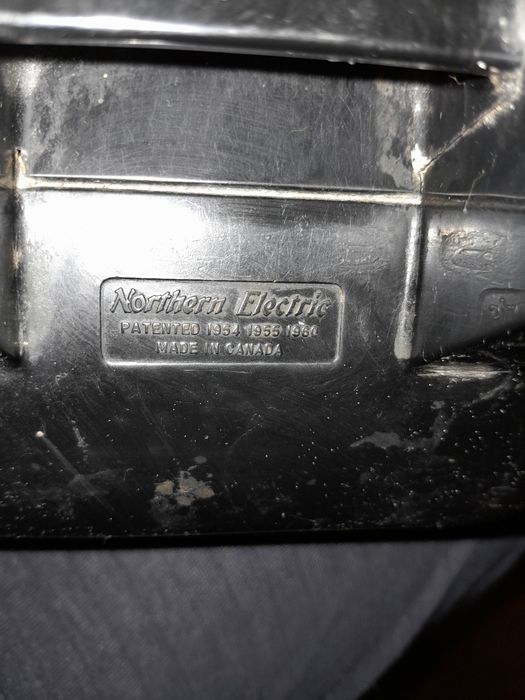 Northern Electric
PATENTED 1954 1955 1960
MADE IN CANADA